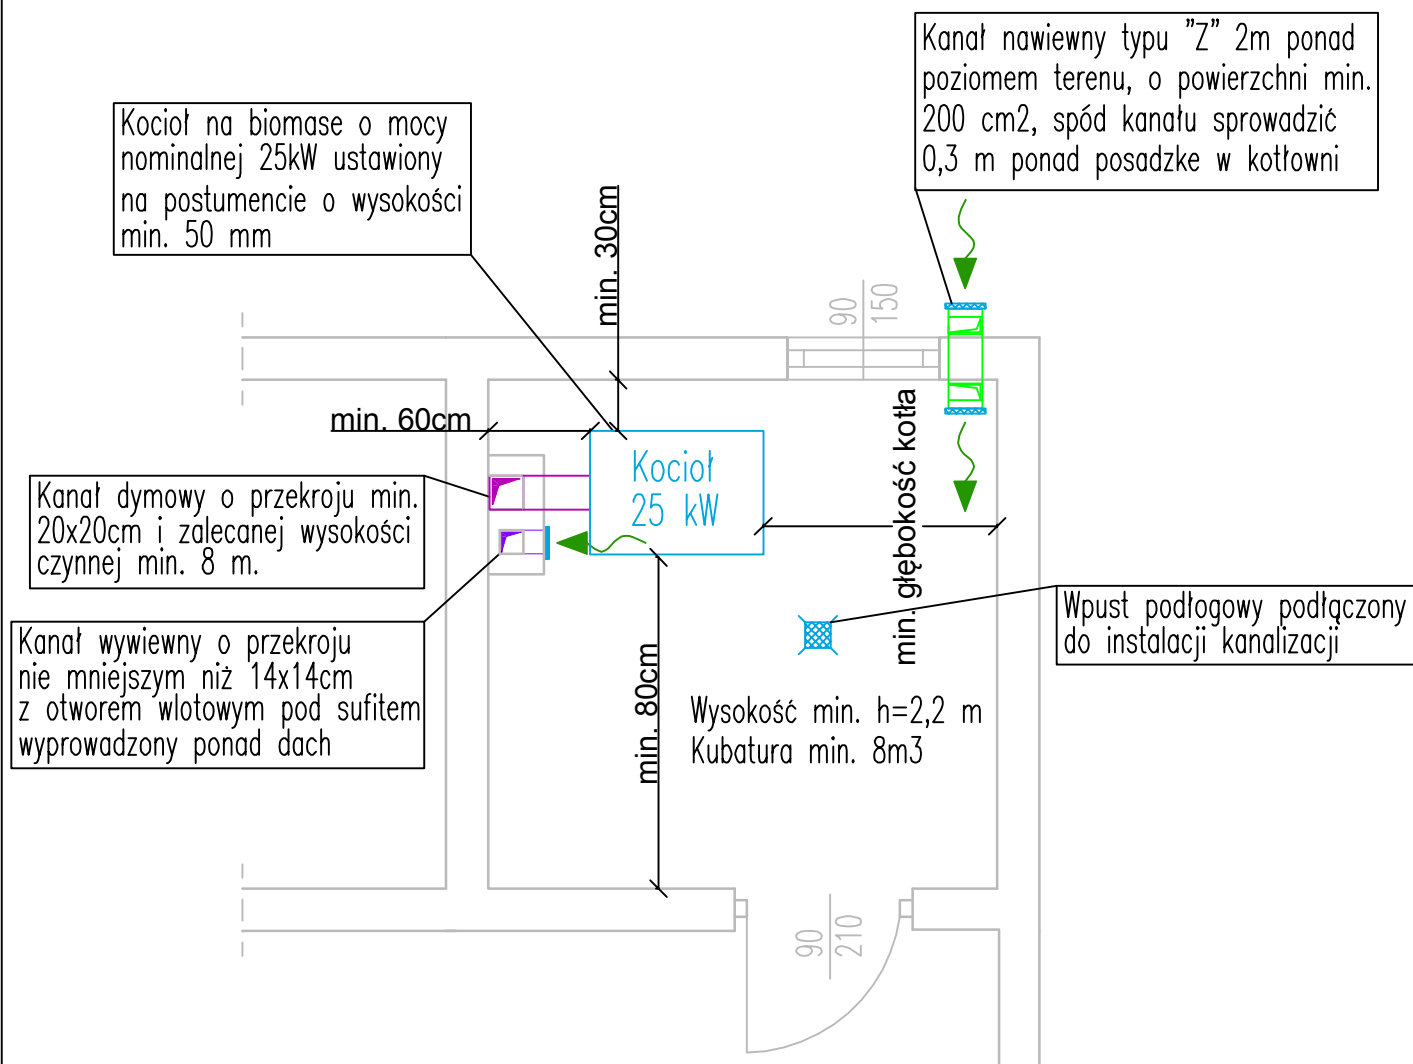 Kanał nawiewny typu "Z" 2m ponad
poziomem terenu, o powierzchni min.
200 cm2, spód kanału sprowadzić
0,3 m ponad posadzke w kotłowni
Kocioł na biomase o mocy
nominalnej 25kW ustawiony
na postumencie o wysokości
min. 50 mm
min. 30cm
90
150
min. 60cm
Kocioł
25 kW
min. głębokość kotła
Kanał dymowy o przekroju min.
20x20cm i zalecanej wysokości
czynnej min. 8 m.
Wpust podłogowy podłączony
do instalacji kanalizacji
Kanał wywiewny o przekroju
nie mniejszym niż 14x14cm
z otworem wlotowym pod sufitem
wyprowadzony ponad dach
min. 80cm
Wysokość min. h=2,2 m
Kubatura min. 8m3
90
210